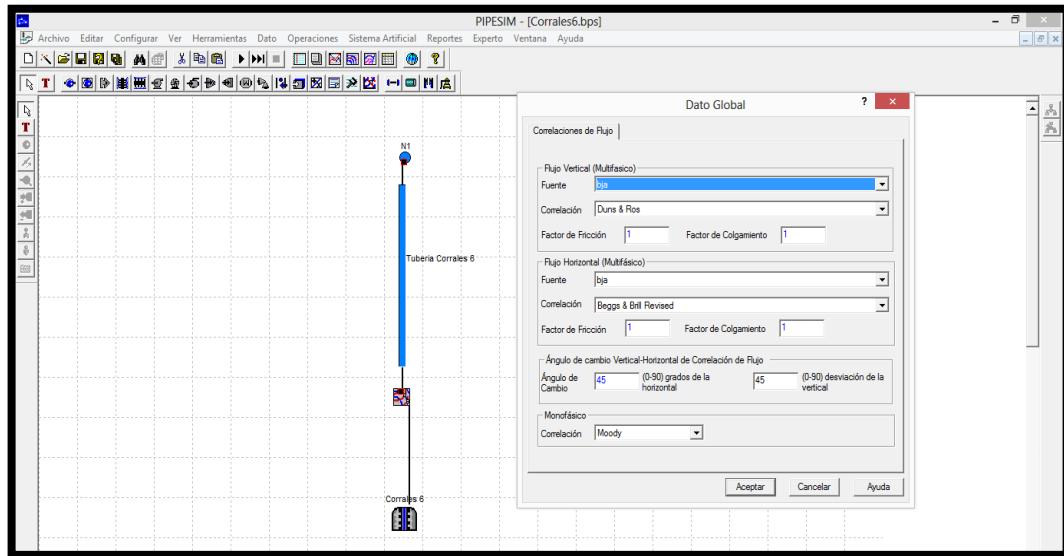 PIPESIM - [Corrales6.bps]
Archivo Editar Configurar Ver Herramientas Dato Operaciones Sistema Artificial Reportes Experto Ventana Ayuda
T
T
N1
Tuberia Corrales 6
Corrales 6
Dato Global
?
Correlaciones de Flujo
Flujo Vertical (Multifasico)
Fuente bja
Correlación Duns & Ros
Factor de Fricción 1 Factor de Colgamiento 1
Flujo Horizontal (Multifásico)
Fuente bja
Correlación Beggs & Brill Revised
Factor de Fricción 1 Factor de Colgamiento 1
Ángulo de cambio Vertical-Horizontal de Correlación de Flujo
Ángulo de Cambio 45 (0-90) grados de la horizontal 45 (0-90) desviación de la vertical
Monofásico
Correlación Moody
Aceptar Cancelar Ayuda